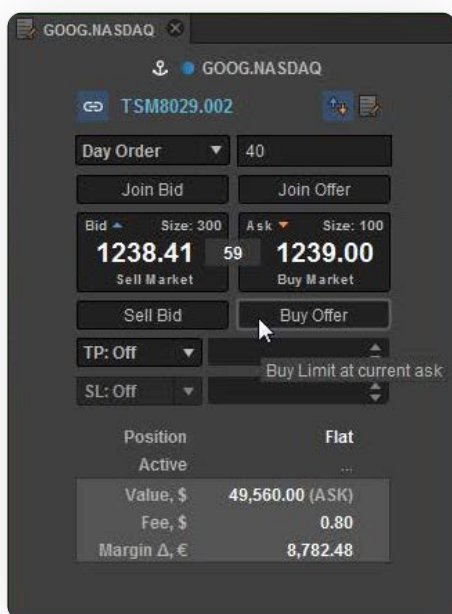 GOOG.NASDAQ
GOOG.NASDAQ
TSM8029.002
Day Order 40
Join Bid Join Offer
Bid Size: 300 Ask Size: 100
1238.41 59 1239.00
Sell Market Buy Market
Sell Bid Buy Offer
TP: Off
Buy Limit at current ask
SL: Off
Position Flat
Active ...
Value, $ 49,560.00 (ASK)
Fee, $ 0.80
Margin Δ, € 8,782.48